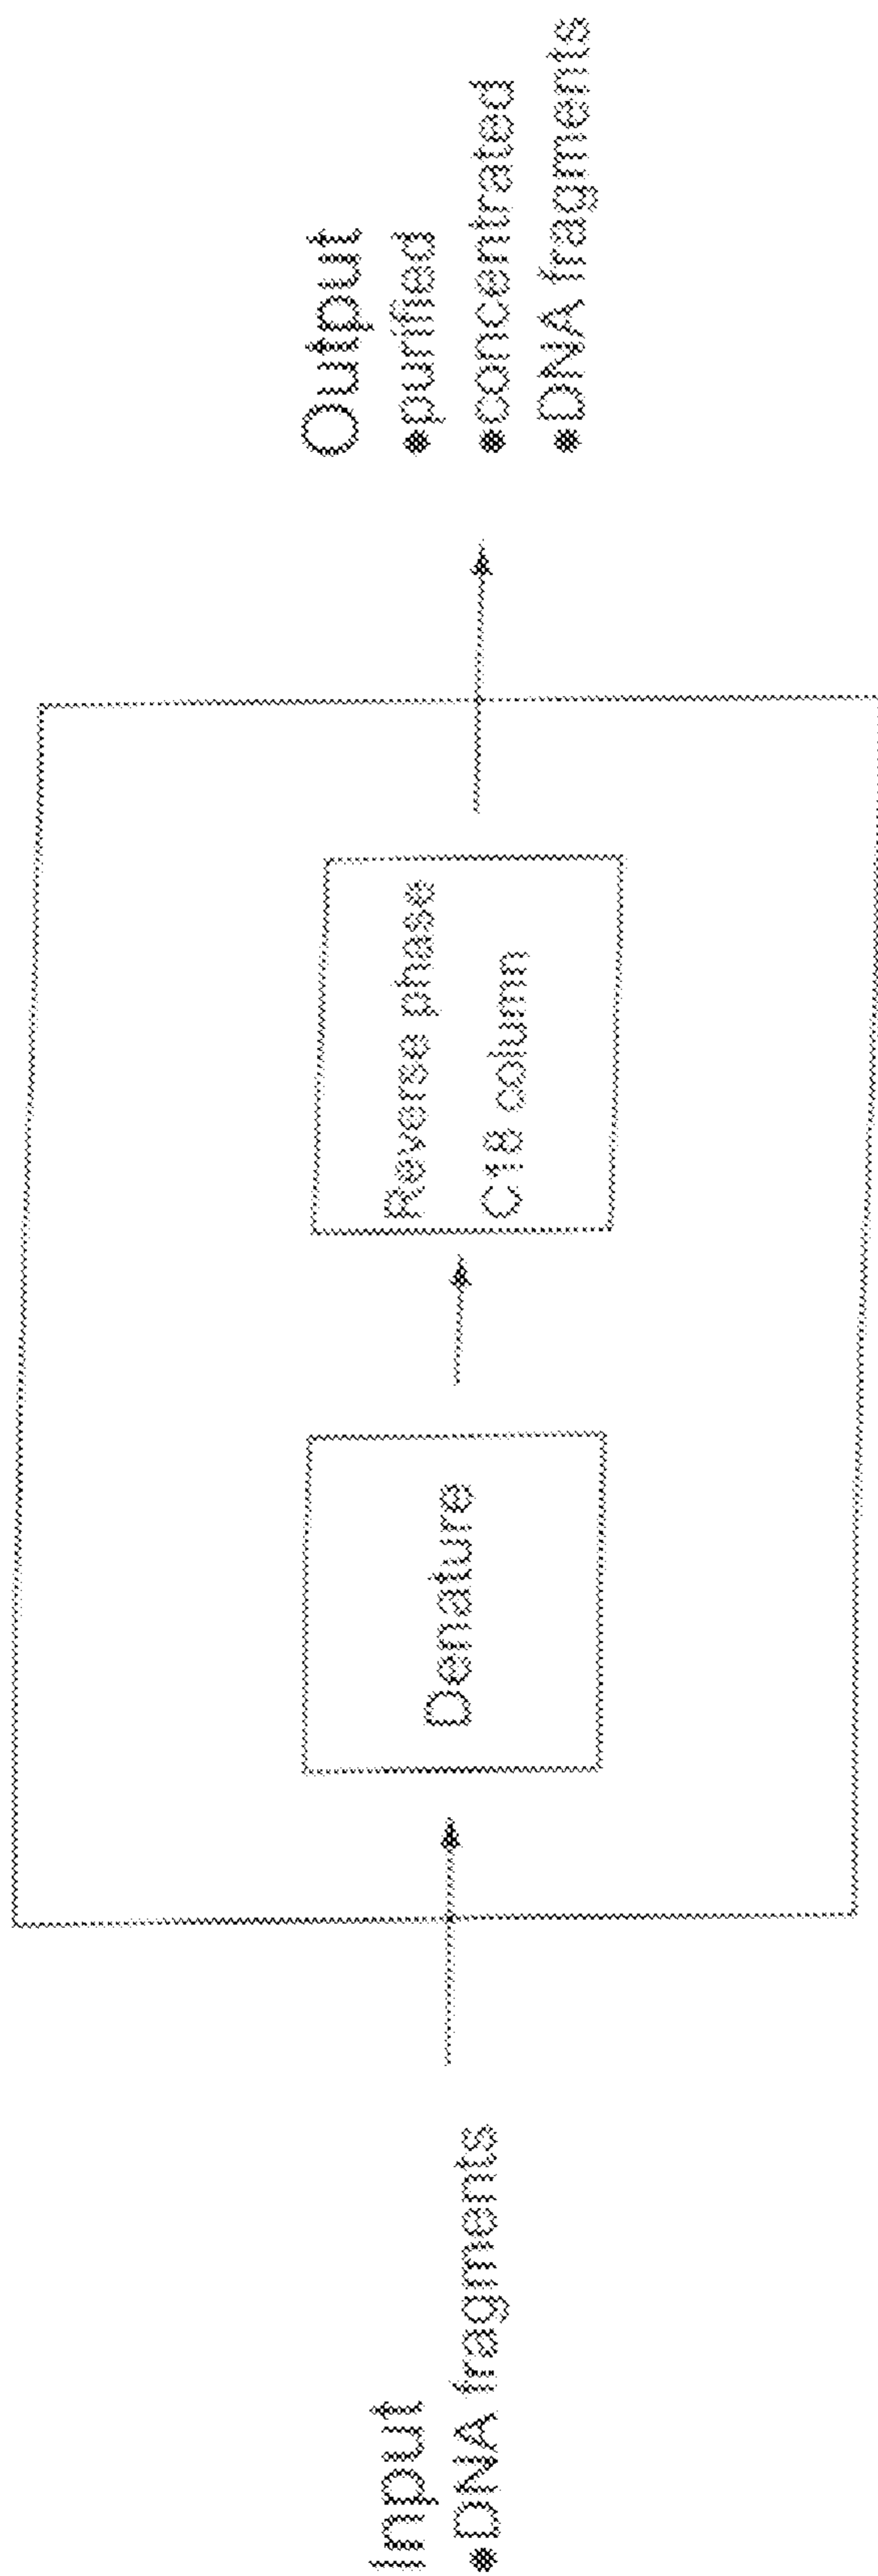 Input
•DNA fragments
Denature
Reverse phase
C18 column
Output
•purified
•concentrated
•DNA fragments